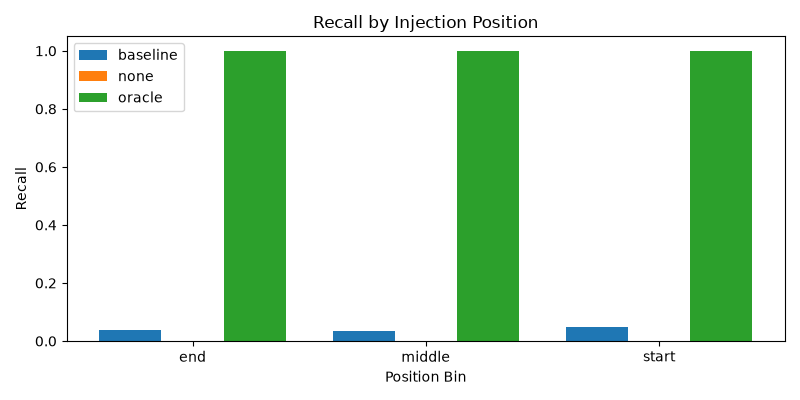 Recall by Injection Position
baseline
none
oracle
1.0
0.8
0.6
0.4
0.2
0.0
Recall
end middle start
Position Bin